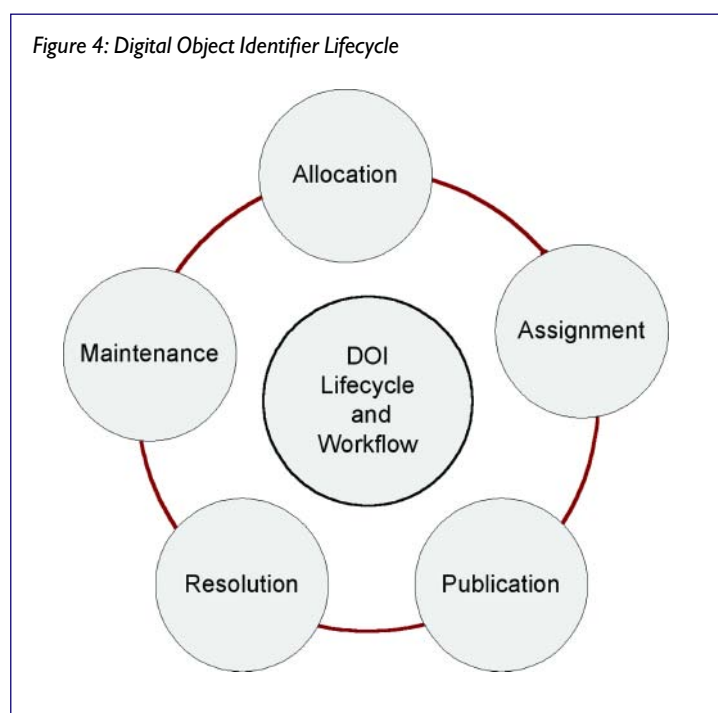 Figure 4: Digital Object Identifier Lifecycle
Allocation
Assignment
Maintenance
DOI
Lifecycle
and
Workflow
Resolution
Publication